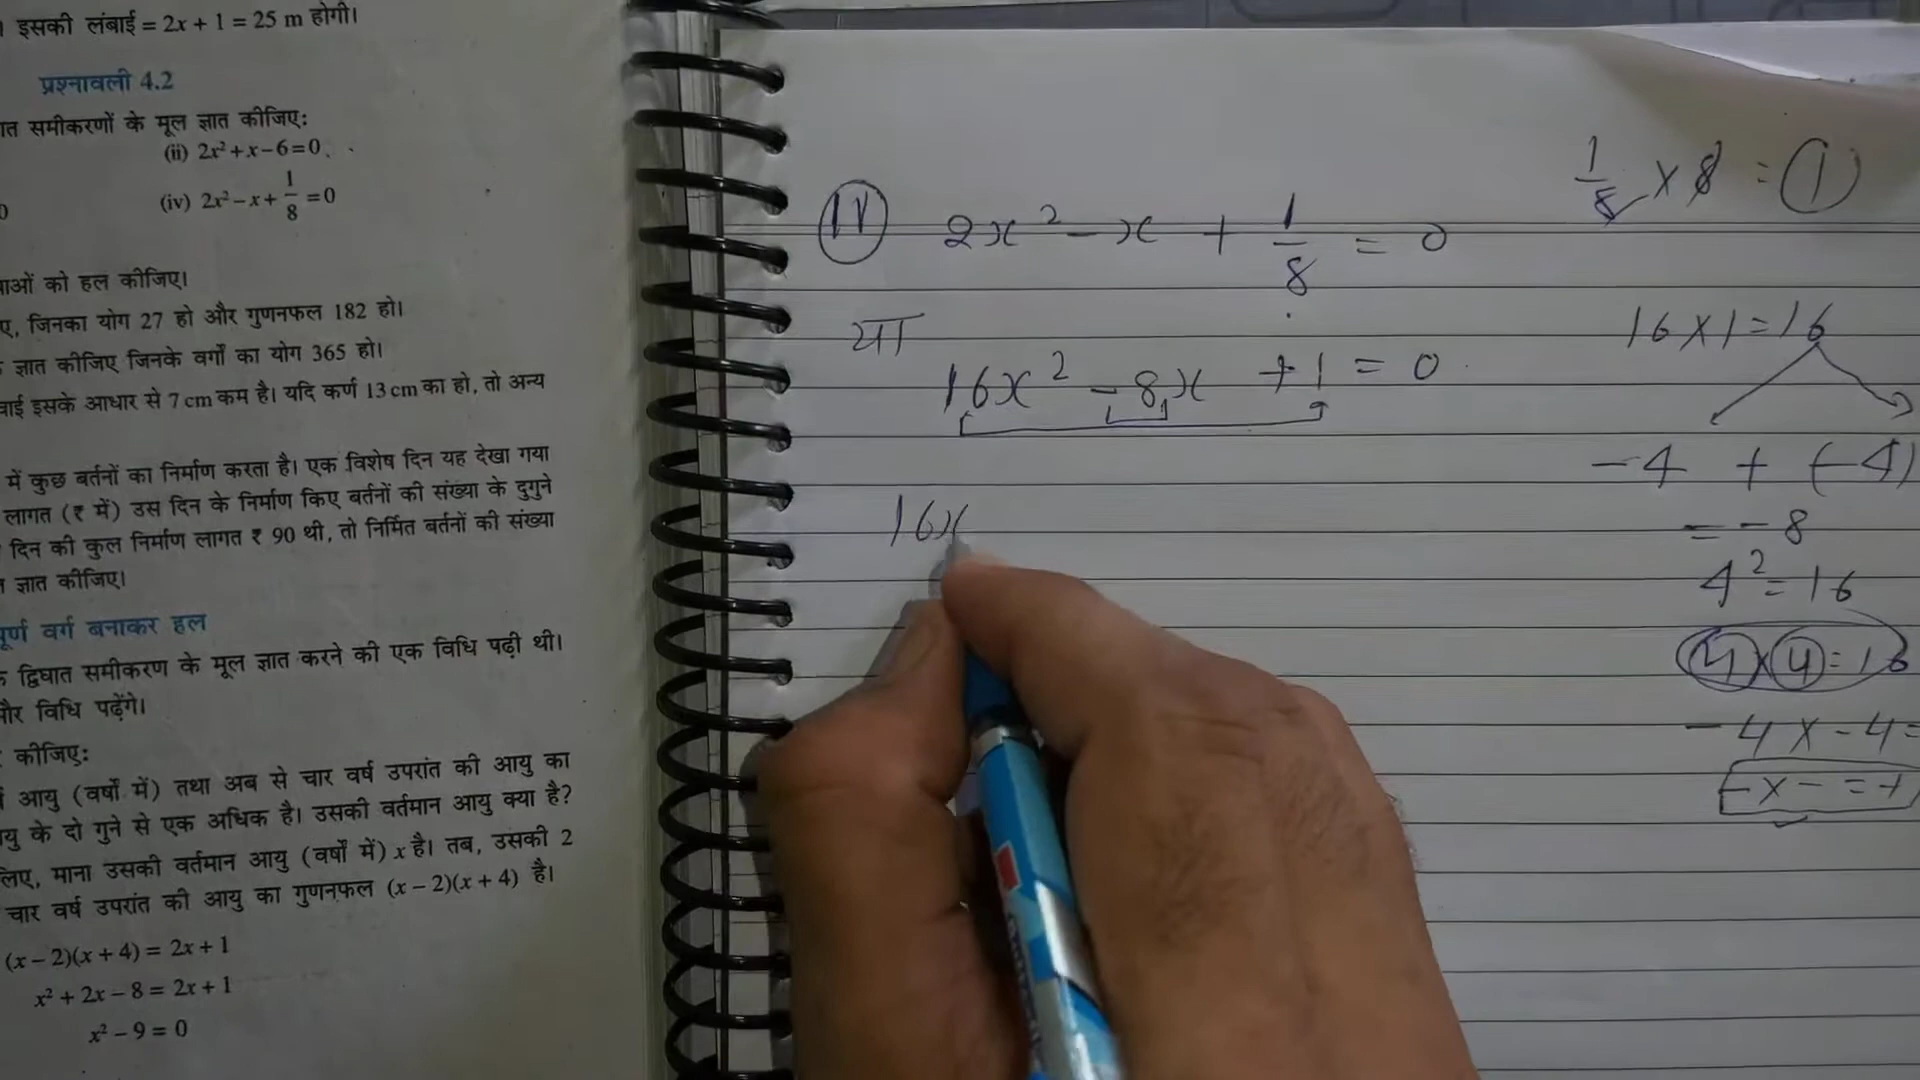 इसकी लंबाई = 2x + 1 = 25 m होगी।
प्रश्नावली 4.2
समीकरणों के मूल ज्ञात कीजिए:
(ii) 2x² + x – 6 = 0
(iv) 2x² – x + 1/8 = 0
को हल कीजिए।
जिनका योग 27 हो और गुणनफल 182 हो।
ज्ञात कीजिए जिनके वर्गों का योग 365 हो।
इसके आधार से 7 cm कम है। यदि कर्ण 13 cm का हो, तो अन्य
में कुछ बर्तनों का निर्माण करता है। एक विशेष दिन यह देखा गया
लागत (₹ में) उस दिन के निर्माण किए बर्तनों की संख्या के दुगुने
दिन की कुल निर्माण लागत ₹ 90 थी, तो निर्मित बर्तनों की संख्या
ज्ञात कीजिए।
वर्ग बनाकर हल
द्विघात समीकरण के मूल ज्ञात करने की एक विधि पढ़ी थी।
विधि पढ़ेंगे।
कीजिए:
आयु (वर्षों में) तथा अब से चार वर्ष उपरांत की आयु का
के दो गुने से एक अधिक है। उसकी वर्तमान आयु क्या है?
माना उसकी वर्तमान आयु (वर्षों में) x है। तब, उसकी 2
चार वर्ष उपरांत की आयु का गुणनफल (x – 2)(x + 4) है।
(x – 2)(x + 4) = 2x + 1
x² + 2x – 8 = 2x + 1
x² – 9 = 0
IV 2x² - x + 1/8 = 0
या
16x² - 8x + 1 = 0
16x
1/8 × 8 = 1
16 × 1 = 16
-4 + (-4)
= -8
4² = 16
4 × 4 = 16
-4 × -4 =
- × - = +